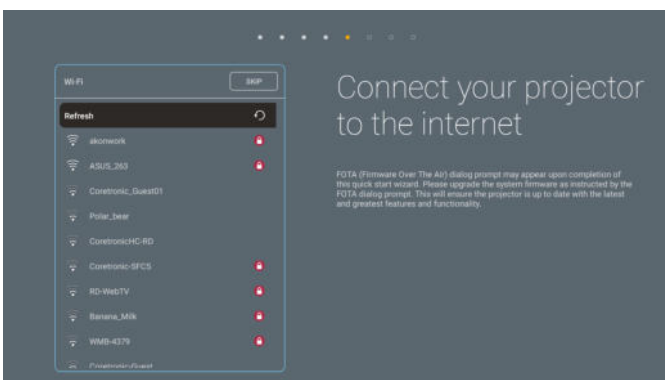 Wi-Fi
SKIP
Refresh
akonwork
ASUS_263
Coretronic_Guest01
Polar_bear
CoretronicHC-RD
Coretronic-SFCS
RD-WebTV
Banana_Milk
WMB-4379
Coretronic-Guest
Connect your projector
to the internet
FOTA (Firmware Over The Air) dialog prompt may appear upon completion of
this quick start wizard. Please upgrade the system firmware as instructed by the
FOTA dialog prompt. This will ensure the projector is up to date with the latest
and greatest features and functionality.